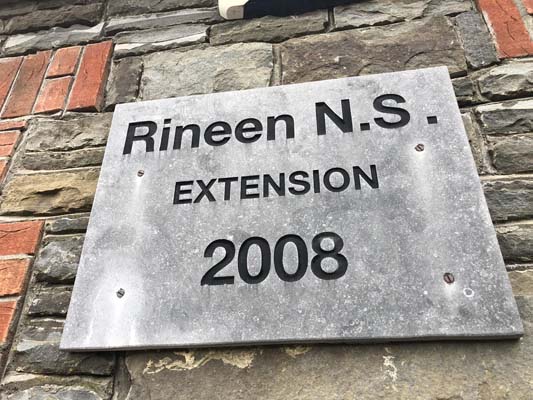 Rineen N.S.
EXTENSION
2008